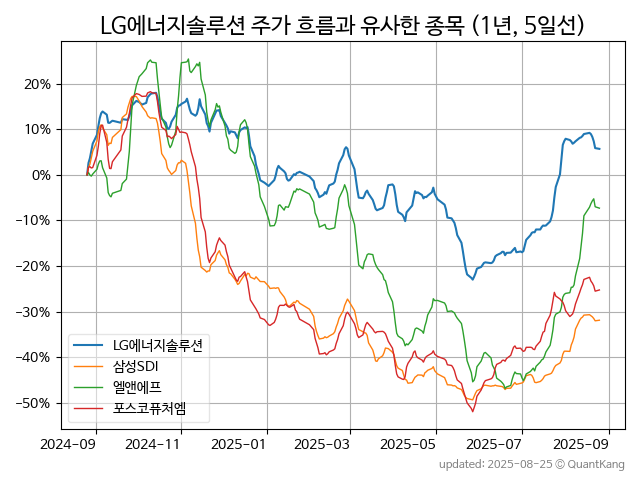 LG에너지솔루션 주가 흐름과 유사한 종목 (1년, 5일선)
20%
10%
0%
−10%
−20%
−30%
−40%
−50%
LG에너지솔루션
삼성SDI
엘앤에프
포스코퓨처엠
2024-09
2024-11
2025-01
2025-03
2025-05
2025-07
2025-09
updated: 2025-08-25 © QuantKang